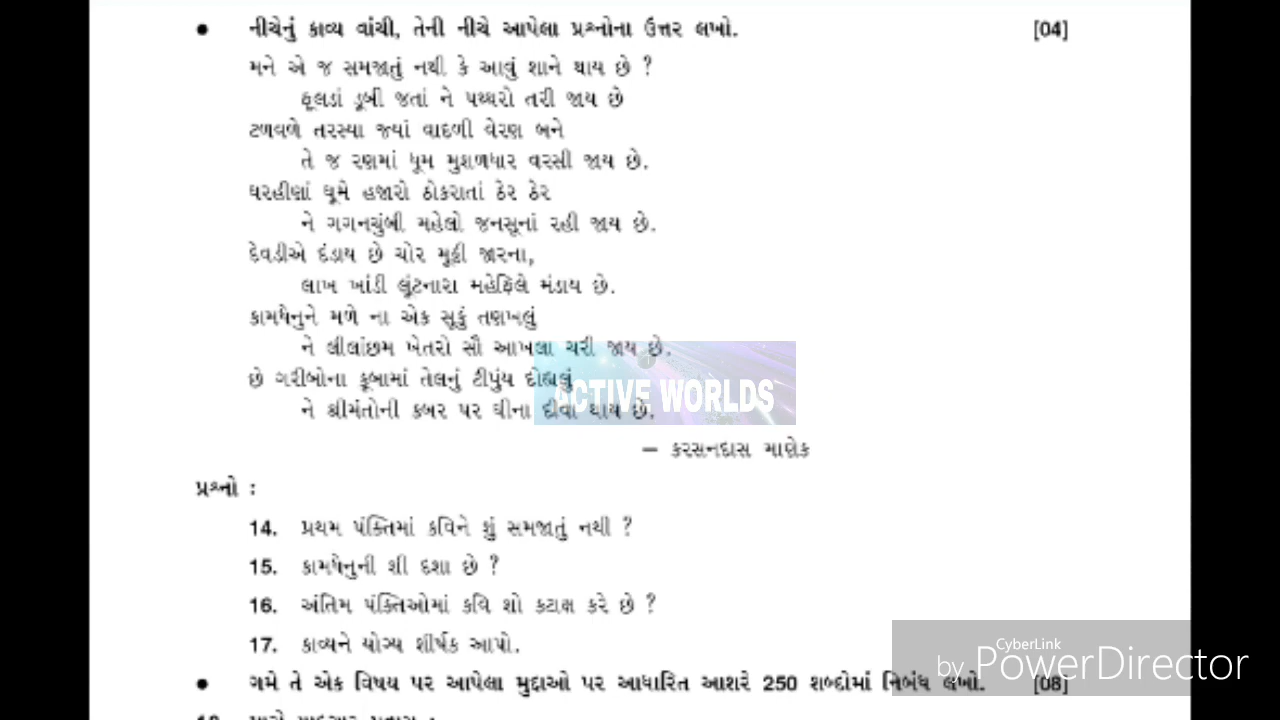 ● નીચેનું કાવ્ય વાંચી, તેની નીચે આપેલા પ્રશ્નોના ઉત્તર લખો. [04]
મને એ જ સમજાતું નથી કે આવું શાને થાય છે ?
ફૂલડાં ડૂબી જતાં ને પથ્થરો તરી જાય છે
ટળવળે તરસ્યા જ્યાં વાદળી વેરણ બને
તે જ રણમાં ધૂમ મુશળધાર વરસી જાય છે.
ઘરહીણાં ઘૂમે હજારો ઠોકરાતાં ઠેર ઠેર
ને ગગનચુંબી મહેલો જનસૂનાં રહી જાય છે.
દેવડીએ દંડાય છે ચોર મુઠ્ઠી જારના,
લાખ ખાંડી લૂંટનારા મહેફિલે મંડાય છે.
કામધેનુને મળે ના એક સૂકું તણખલું
ને લીલાંછમ ખેતરો સૌ આખલા ચરી જાય છે.
છે ગરીબોના કૂબામાં તેલનું ટીપુંય દોહ્યલું
ને શ્રીમંતોની કબર પર ઘીના દીવા થાય છે.
ACTIVE WORLDS
– કરસનદાસ માણેક
પ્રશ્નો :
14. પ્રથમ પંક્તિમાં કવિને શું સમજાતું નથી ?
15. કામધેનુની શી દશા છે ?
16. અંતિમ પંક્તિઓમાં કવિ શો કટાક્ષ કરે છે ?
17. કાવ્યને યોગ્ય શીર્ષક આપો.
CyberLink
by PowerDirector
● ગમે તે એક વિષય પર આપેલા મુદ્દાઓ પર આધારિત આશરે 250 શબ્દોમાં નિબંધ લખો. [08]